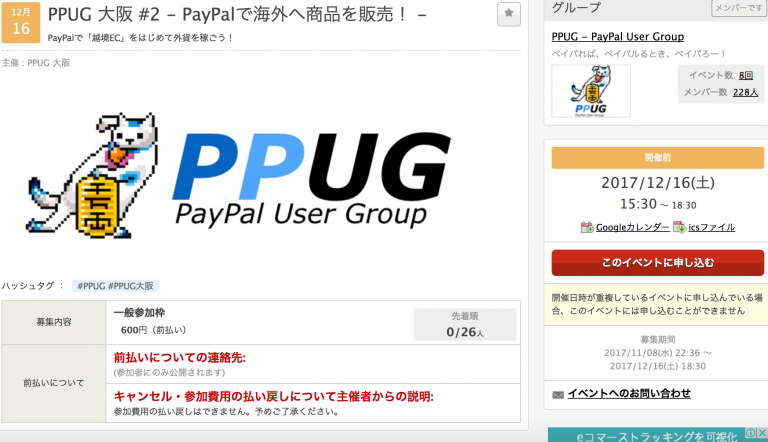 12月
16
PPUG 大阪 #2 − PayPalで海外へ商品を販売！ −
PayPalで「越境EC」をはじめて外貨を稼ごう！
主催 : PPUG 大阪
PPUG
PayPal User Group
ハッシュタグ ： #PPUG #PPUG大阪
募集内容
一般参加枠
600円（前払い）
先着順
0/26人
前払いについて
前払いについての連絡先:
(参加者にのみ公開されます)
キャンセル・参加費用の払い戻しについて主催者からの説明:
参加費用の払い戻しはできません。予めご了承ください。
グループ
メンバーです
PPUG − PayPal User Group
ペイパれば、ペイパルるとき、ペイパろー！
PPUG
PayPal User Group
イベント数 8回
メンバー数 228人
開催前
2017/12/16(土)
15:30 〜 18:30
Googleカレンダー icsファイル
このイベントに申し込む
開催日時が重複しているイベントに申し込んでいる場
合、このイベントには申し込むことができません
募集期間
2017/11/08(水) 22:36 〜
2017/12/16(土) 18:30
イベントへのお問い合わせ
eコマーストラッキングを可視化